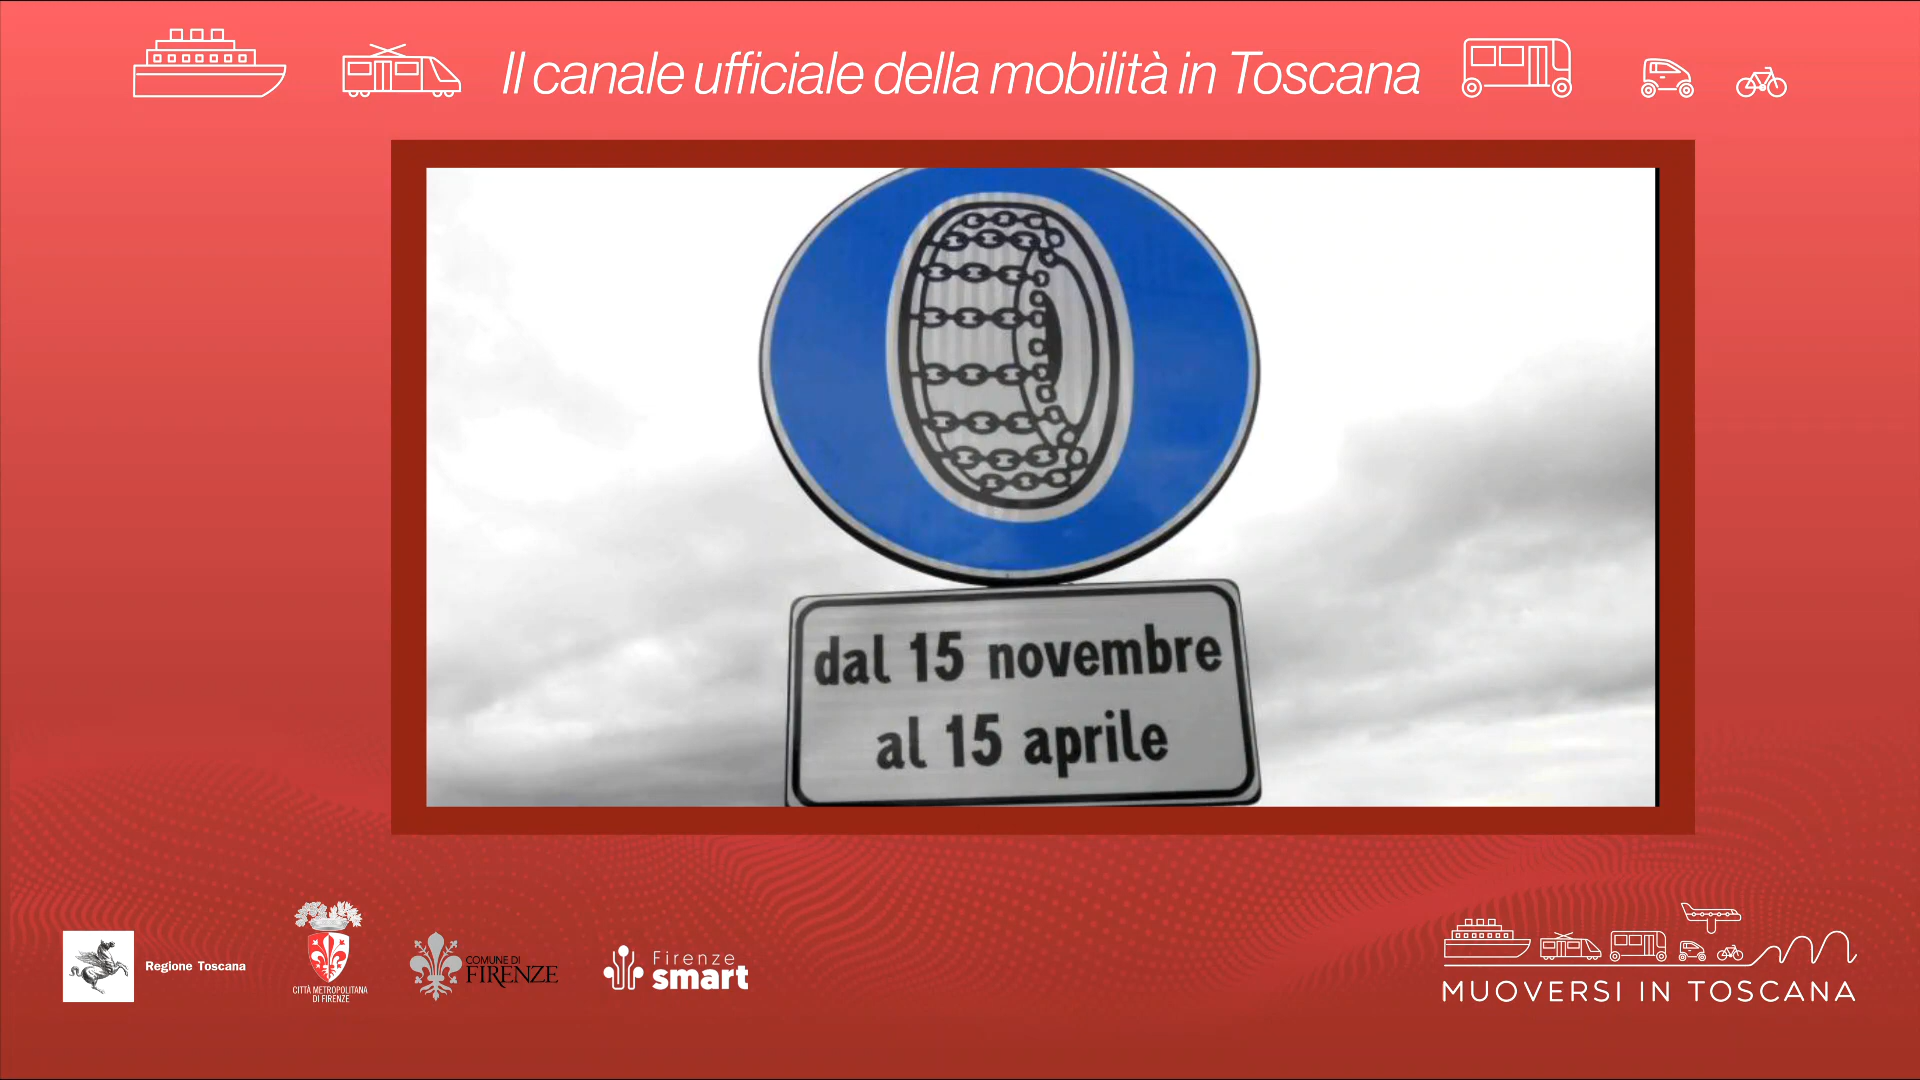 Il canale ufficiale della mobilità in Toscana
dal 15 novembre
al 15 aprile
Regione Toscana
CITTÀ METROPOLITANA
DI FIRENZE
COMUNE DI
FIRENZE
Firenze
smart
MUOVERSI IN TOSCANA